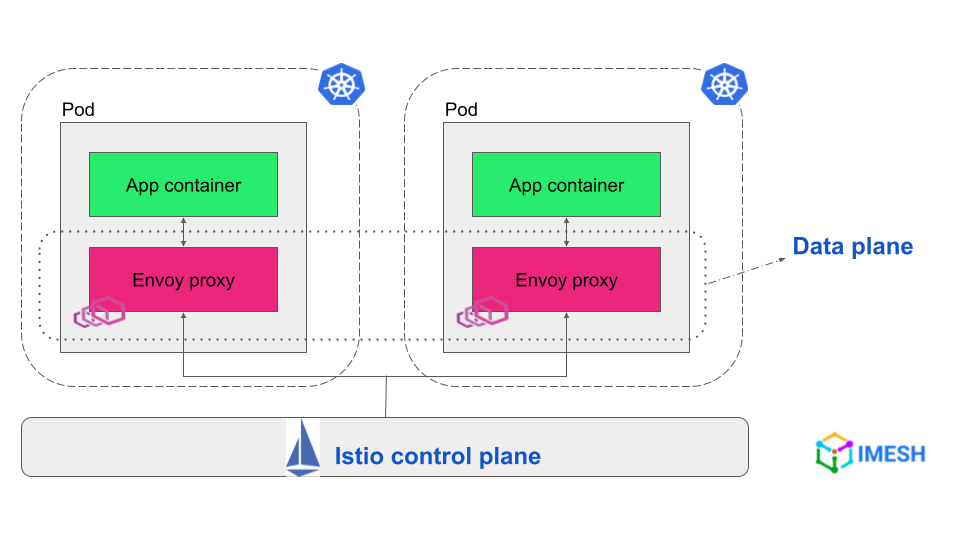 Pod
Pod
App container
App container
Data plane
Envoy proxy
Envoy proxy
Istio control plane
IMESH